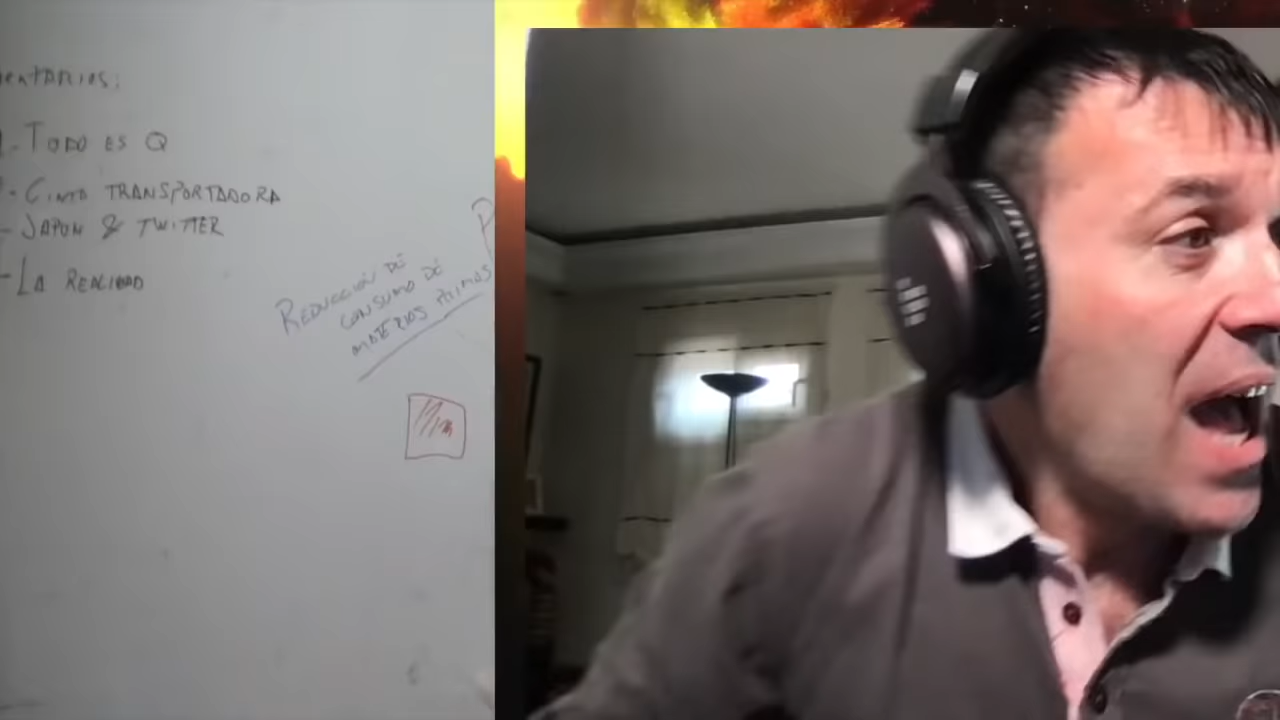 entarios:
- Todo es Q
- Cinta transportadora
- Japon & Twitter
- La realidad
Reducción de
consumo de
materias primas